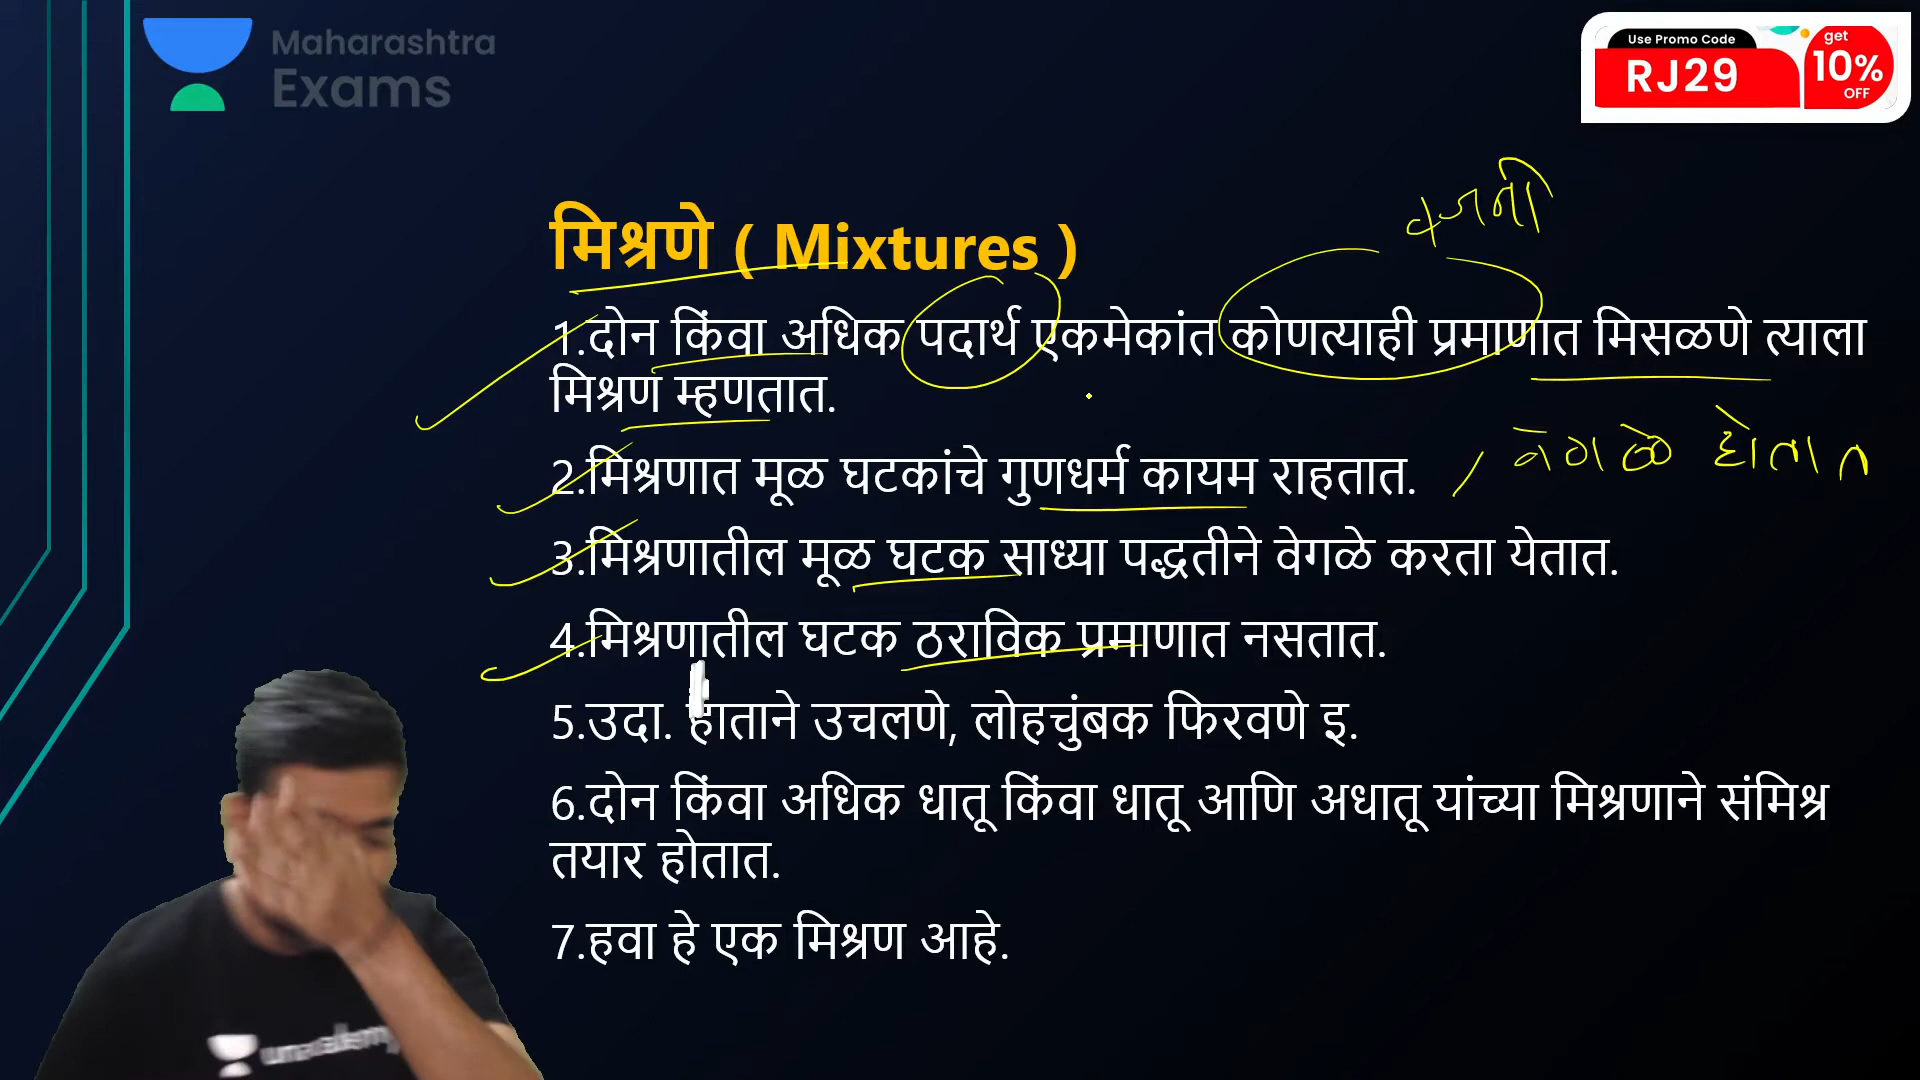 Maharashtra
Exams
Use Promo Code
RJ29
get
10%
OFF
मिश्रणे ( Mixtures )
1.दोन किंवा अधिक पदार्थ एकमेकांत कोणत्याही प्रमाणात मिसळणे त्याला
मिश्रण म्हणतात.
2.मिश्रणात मूळ घटकांचे गुणधर्म कायम राहतात.
वेगळे होतात
3.मिश्रणातील मूळ घटक साध्या पद्धतीने वेगळे करता येतात.
4.मिश्रणातील घटक ठराविक प्रमाणात नसतात.
5.उदा. हाताने उचलणे, लोहचुंबक फिरवणे इ.
6.दोन किंवा अधिक धातू किंवा धातू आणि अधातू यांच्या मिश्रणाने संमिश्र
तयार होतात.
7.हवा हे एक मिश्रण आहे.
unacademy